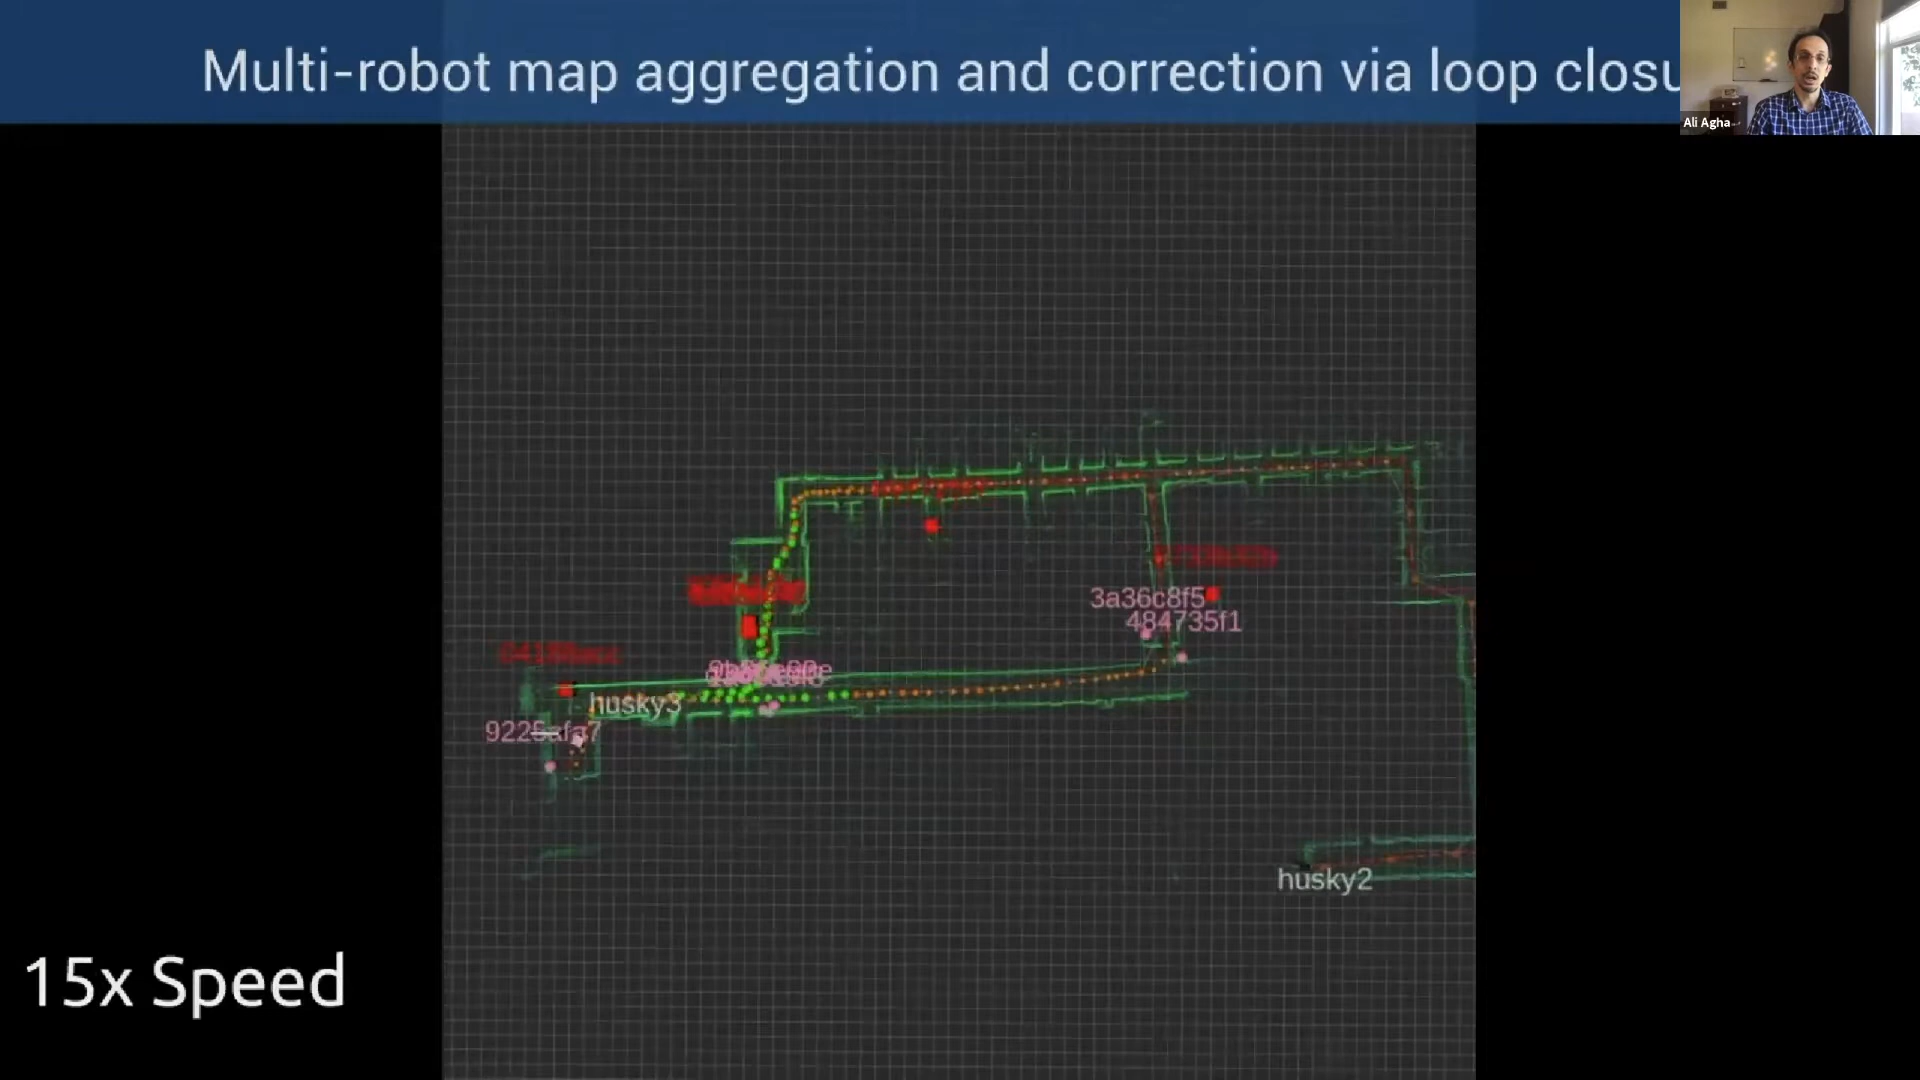 Multi-robot map aggregation and correction via loop closu
Ali Agha
3a36c8f5
484735f1
husky3
husky2
15x Speed